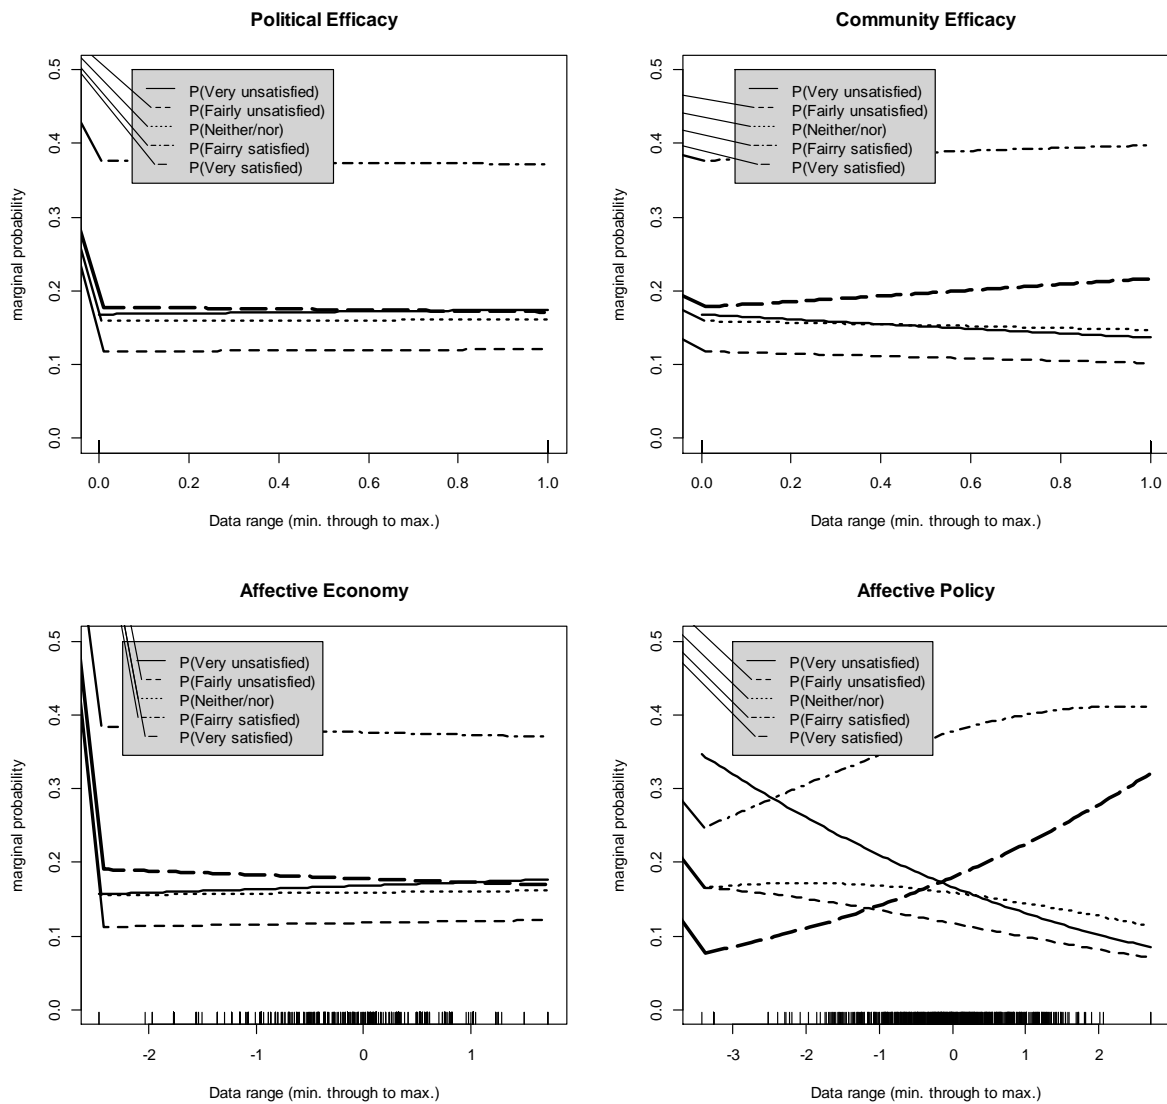 Political Efficacy
P(Very unsatisfied)
P(Fairly unsatisfied)
P(Neither/nor)
P(Fairry satisfied)
P(Very satisfied)
marginal probability
0.5
0.4
0.3
0.2
0.1
0.0
0.0 0.2 0.4 0.6 0.8 1.0
Data range (min. through to max.)
Community Efficacy
P(Very unsatisfied)
P(Fairly unsatisfied)
P(Neither/nor)
P(Fairry satisfied)
P(Very satisfied)
marginal probability
0.5
0.4
0.3
0.2
0.1
0.0
0.0 0.2 0.4 0.6 0.8 1.0
Data range (min. through to max.)
Affective Economy
P(Very unsatisfied)
P(Fairly unsatisfied)
P(Neither/nor)
P(Fairry satisfied)
P(Very satisfied)
marginal probability
0.5
0.4
0.3
0.2
0.1
0.0
-2 -1 0 1
Data range (min. through to max.)
Affective Policy
P(Very unsatisfied)
P(Fairly unsatisfied)
P(Neither/nor)
P(Fairry satisfied)
P(Very satisfied)
marginal probability
0.5
0.4
0.3
0.2
0.1
0.0
-3 -2 -1 0 1 2
Data range (min. through to max.)